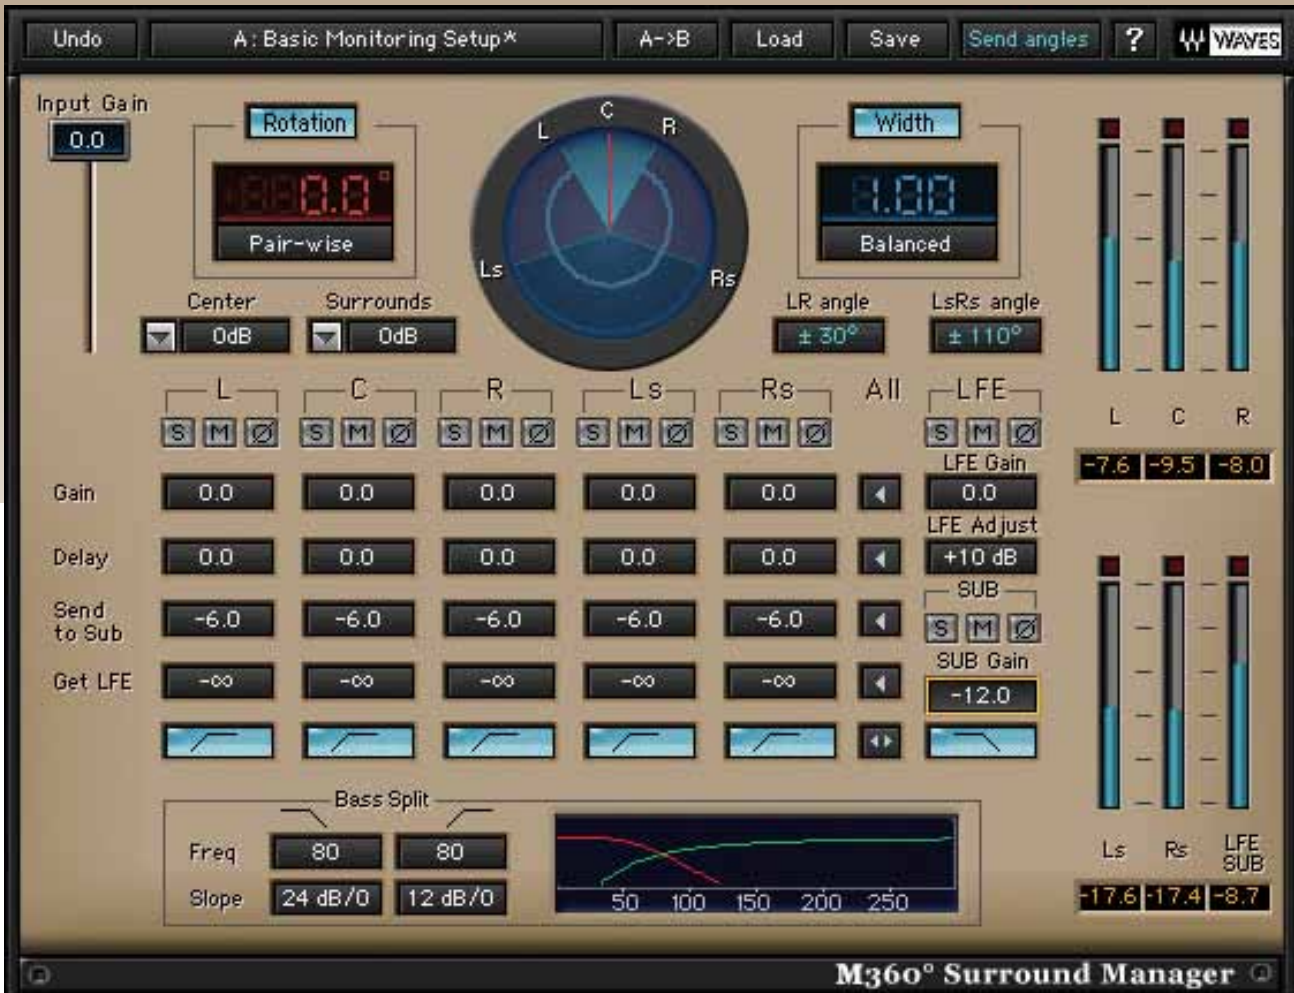 Undo A: Basic Monitoring Setup* A->B Load Save Send angles ? WAVES
Input Gain
0.0
Rotation
0.0°
Pair-wise
Center Surrounds
0dB 0dB
C
L R
Ls Rs
Width
1.00
Balanced
LR angle LsRs angle
± 30° ± 110°
L C R Ls Rs All LFE
S M Ø S M Ø S M Ø S M Ø S M Ø S M Ø
LFE Gain
Gain 0.0 0.0 0.0 0.0 0.0 0.0
LFE Adjust
Delay 0.0 0.0 0.0 0.0 0.0 +10 dB
SUB
Send to Sub -6.0 -6.0 -6.0 -6.0 -6.0 S M Ø
SUB Gain
Get LFE -∞ -∞ -∞ -∞ -∞ -12.0
Bass Split
Freq 80 80
Slope 24 dB/O 12 dB/O
50 100 150 200 250
L C R
-7.6 -9.5 -8.0
Ls Rs LFE SUB
-17.6 -17.4 -8.7
M360° Surround Manager